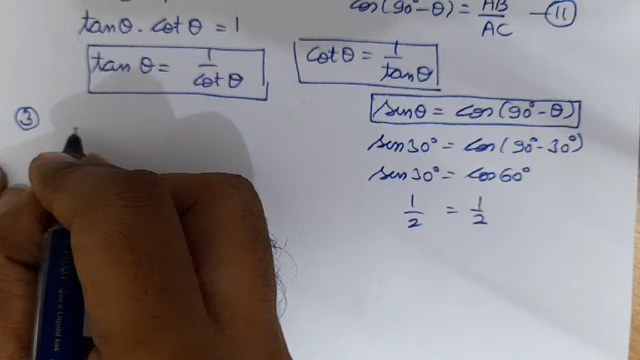 tanθ . cotθ = 1
tanθ = 1/cotθ
cotθ = 1/tanθ
③
cos(90°-θ) = AB/AC —⑪
sinθ = cos(90°-θ)
sin30° = cos(90°-30°)
sin30° = cos60°
1/2 = 1/2